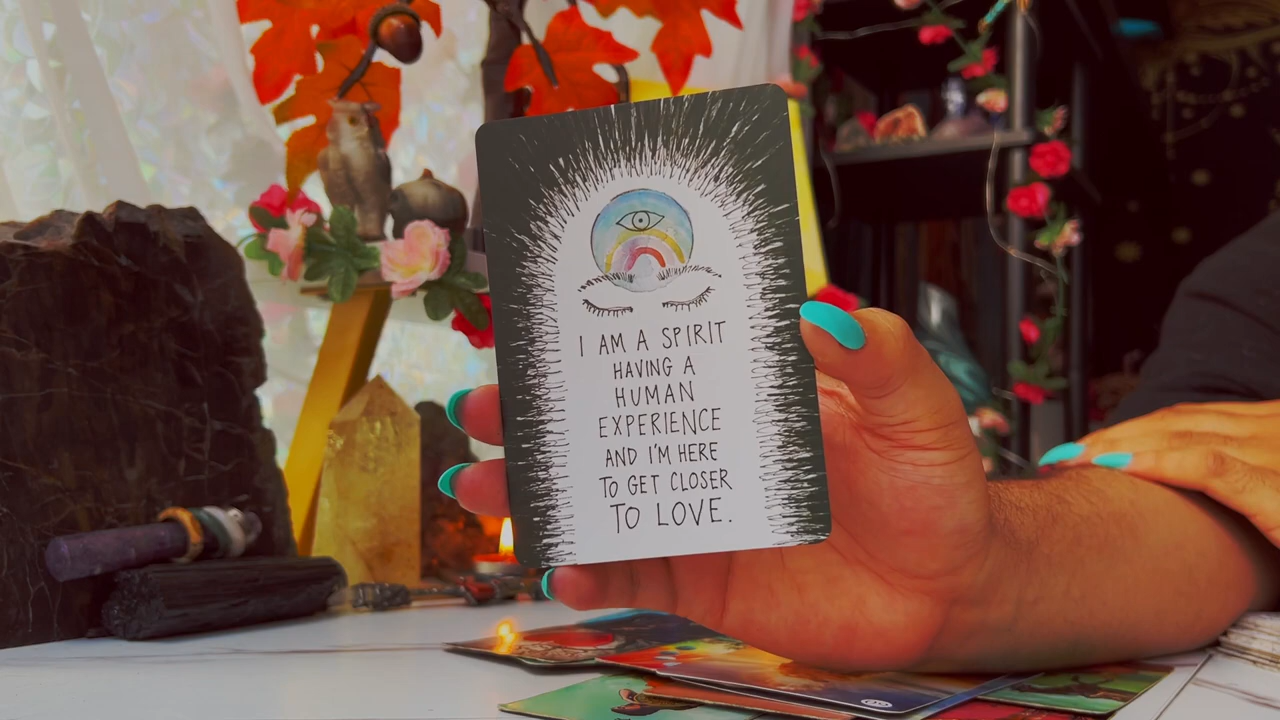 I AM A SPIRIT
HAVING A
HUMAN
EXPERIENCE
AND I'M HERE
TO GET CLOSER
TO LOVE.